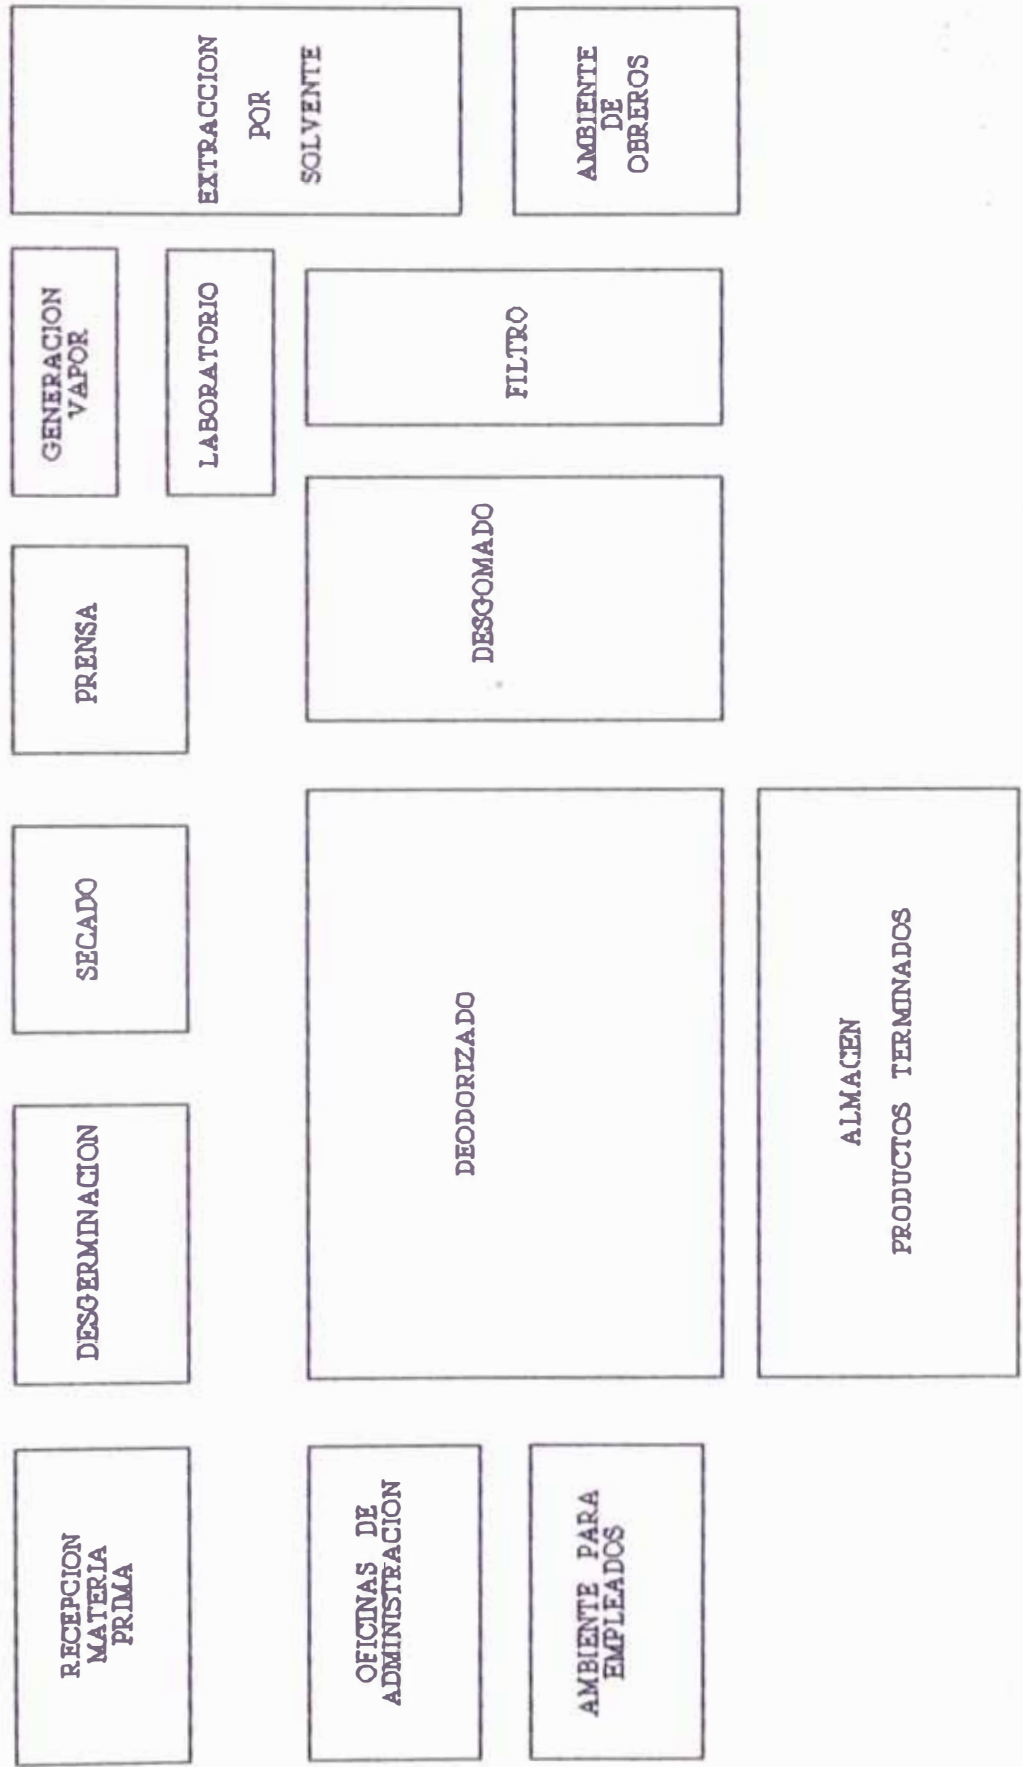 RECEPCION
MATERIA
PRIMA
DESGERMINACION
SECADO
PRENSA
GENERACION
VAPOR
EXTRACCION
POR
SOLVENTE
LABORATORIO
OFICINAS DE
ADMINISTRACION
DEODORIZADO
DESGOMADO
FILTRO
AMBIENTE PARA
EMPLEADOS
AMBIENTE
DE
OBREROS
ALMACEN
PRODUCTOS TERMINADOS